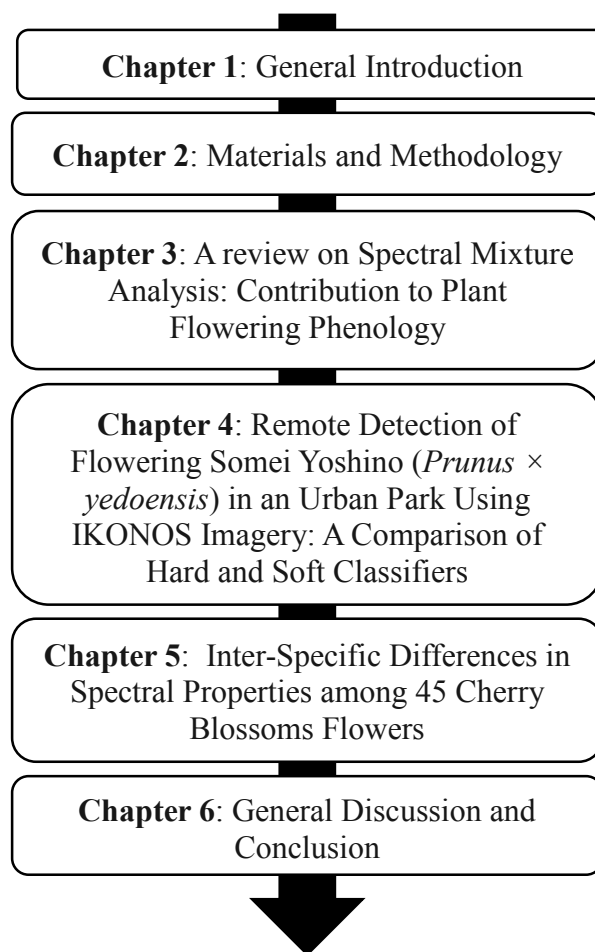 Chapter 1: General Introduction
Chapter 2: Materials and Methodology
Chapter 3: A review on Spectral Mixture
Analysis: Contribution to Plant
Flowering Phenology
Chapter 4: Remote Detection of
Flowering Somei Yoshino (Prunus ×
yedoensis) in an Urban Park Using
IKONOS Imagery: A Comparison of
Hard and Soft Classifiers
Chapter 5:  Inter-Specific Differences in
Spectral Properties among 45 Cherry
Blossoms Flowers
Chapter 6: General Discussion and
Conclusion